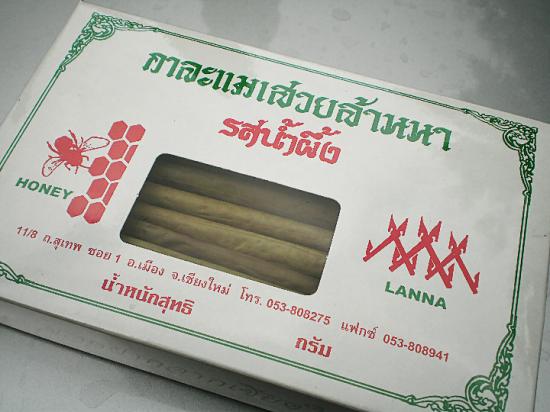 กาละแมเสวยล้านนา
รสน้ำผึ้ง
HONEY
LANNA
11/8 ถ.สุเทพ ซอย 1 อ.เมือง จ.เชียงใหม่ โทร. 053-808275 แฟกซ์ 053-808941
น้ำหนักสุทธิ
กรัม